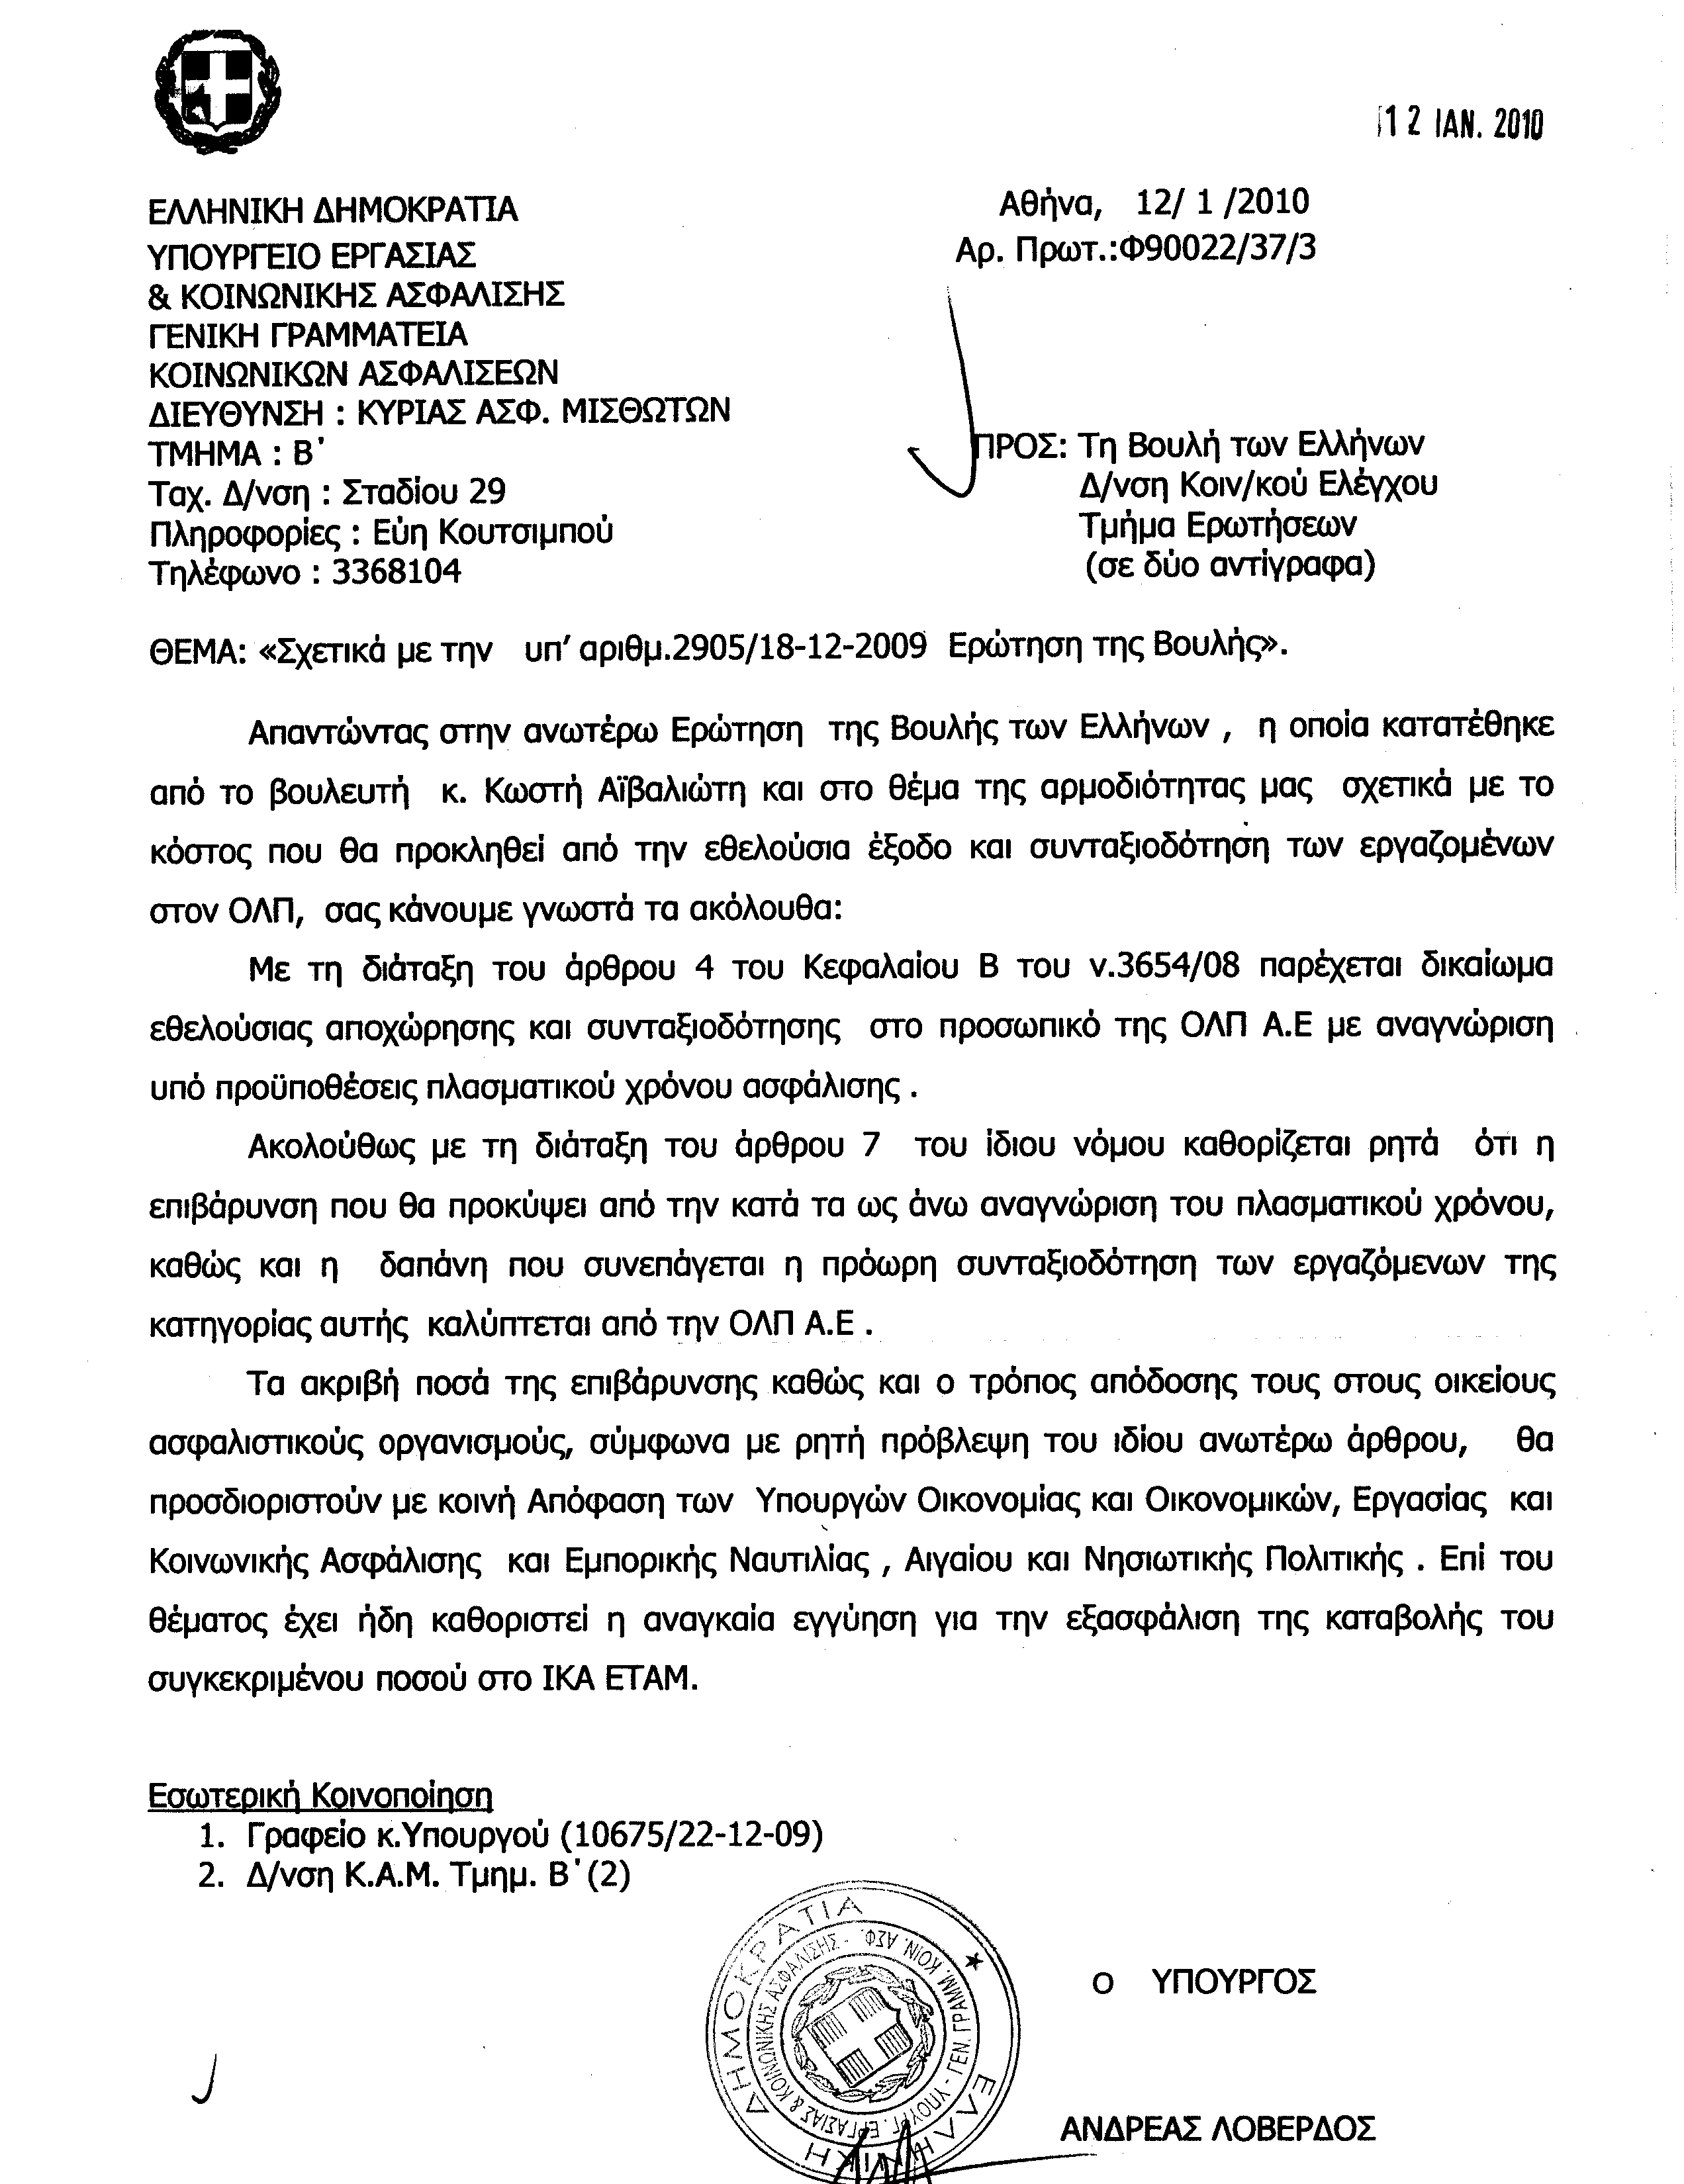 12 ΙΑΝ. 2010
ΕΛΛΗΝΙΚΗ ΔΗΜΟΚΡΑΤΙΑ
ΥΠΟΥΡΓΕΙΟ ΕΡΓΑΣΙΑΣ
& ΚΟΙΝΩΝΙΚΗΣ ΑΣΦΑΛΙΣΗΣ
ΓΕΝΙΚΗ ΓΡΑΜΜΑΤΕΙΑ
ΚΟΙΝΩΝΙΚΩΝ ΑΣΦΑΛΙΣΕΩΝ
ΔΙΕΥΘΥΝΣΗ : ΚΥΡΙΑΣ ΑΣΦ. ΜΙΣΘΩΤΩΝ
ΤΜΗΜΑ : Β΄
Ταχ. Δ/νση : Σταδίου 29
Πληροφορίες : Εύη Κουτσιμπού
Τηλέφωνο : 3368104
Αθήνα, 12/ 1 /2010
Αρ. Πρωτ.:Φ90022/37/3
ΠΡΟΣ: Τη Βουλή των Ελλήνων
Δ/νση Κοιν/κού Ελέγχου
Τμήμα Ερωτήσεων
(σε δύο αντίγραφα)
ΘΕΜΑ: «Σχετικά με την υπ’ αριθμ.2905/18-12-2009 Ερώτηση της Βουλής».
Απαντώντας στην ανωτέρω Ερώτηση της Βουλής των Ελλήνων , η οποία κατατέθηκε
από το βουλευτή κ. Κωστή Αϊβαλιώτη και στο θέμα της αρμοδιότητας μας σχετικά με το
κόστος που θα προκληθεί από την εθελούσια έξοδο και συνταξιοδότηση των εργαζομένων
στον ΟΛΠ, σας κάνουμε γνωστά τα ακόλουθα:
Με τη διάταξη του άρθρου 4 του Κεφαλαίου Β του ν.3654/08 παρέχεται δικαίωμα
εθελούσιας αποχώρησης και συνταξιοδότησης στο προσωπικό της ΟΛΠ Α.Ε με αναγνώριση
υπό προϋποθέσεις πλασματικού χρόνου ασφάλισης .
Ακολούθως με τη διάταξη του άρθρου 7 του ίδιου νόμου καθορίζεται ρητά ότι η
επιβάρυνση που θα προκύψει από την κατά τα ως άνω αναγνώριση του πλασματικού χρόνου,
καθώς και η δαπάνη που συνεπάγεται η πρόωρη συνταξιοδότηση των εργαζόμενων της
κατηγορίας αυτής καλύπτεται από την ΟΛΠ Α.Ε .
Τα ακριβή ποσά της επιβάρυνσης καθώς και ο τρόπος απόδοσης τους στους οικείους
ασφαλιστικούς οργανισμούς, σύμφωνα με ρητή πρόβλεψη του ιδίου ανωτέρω άρθρου, θα
προσδιοριστούν με κοινή Απόφαση των Υπουργών Οικονομίας και Οικονομικών, Εργασίας και
Κοινωνικής Ασφάλισης και Εμπορικής Ναυτιλίας , Αιγαίου και Νησιωτικής Πολιτικής . Επί του
θέματος έχει ήδη καθοριστεί η αναγκαία εγγύηση για την εξασφάλιση της καταβολής του
συγκεκριμένου ποσού στο ΙΚΑ ΕΤΑΜ.
Εσωτερική Κοινοποίηση
1. Γραφείο κ.Υπουργού (10675/22-12-09)
2. Δ/νση Κ.Α.Μ. Τμημ. Β΄(2)
ΕΛΛΗΝΙΚΗ ΔΗΜΟΚΡΑΤΙΑ
ΥΠΟΥΡΓ. ΕΡΓΑΣΙΑΣ & ΚΟΙΝΩΝΙΚΗΣ ΑΣΦΑΛΙΣΗΣ - ΓΕΝ. ΓΡΑΜΜ. ΚΟΙΝ. ΑΣΦ. -
Ο ΥΠΟΥΡΓΟΣ
ΑΝΔΡΕΑΣ ΛΟΒΕΡΔΟΣ